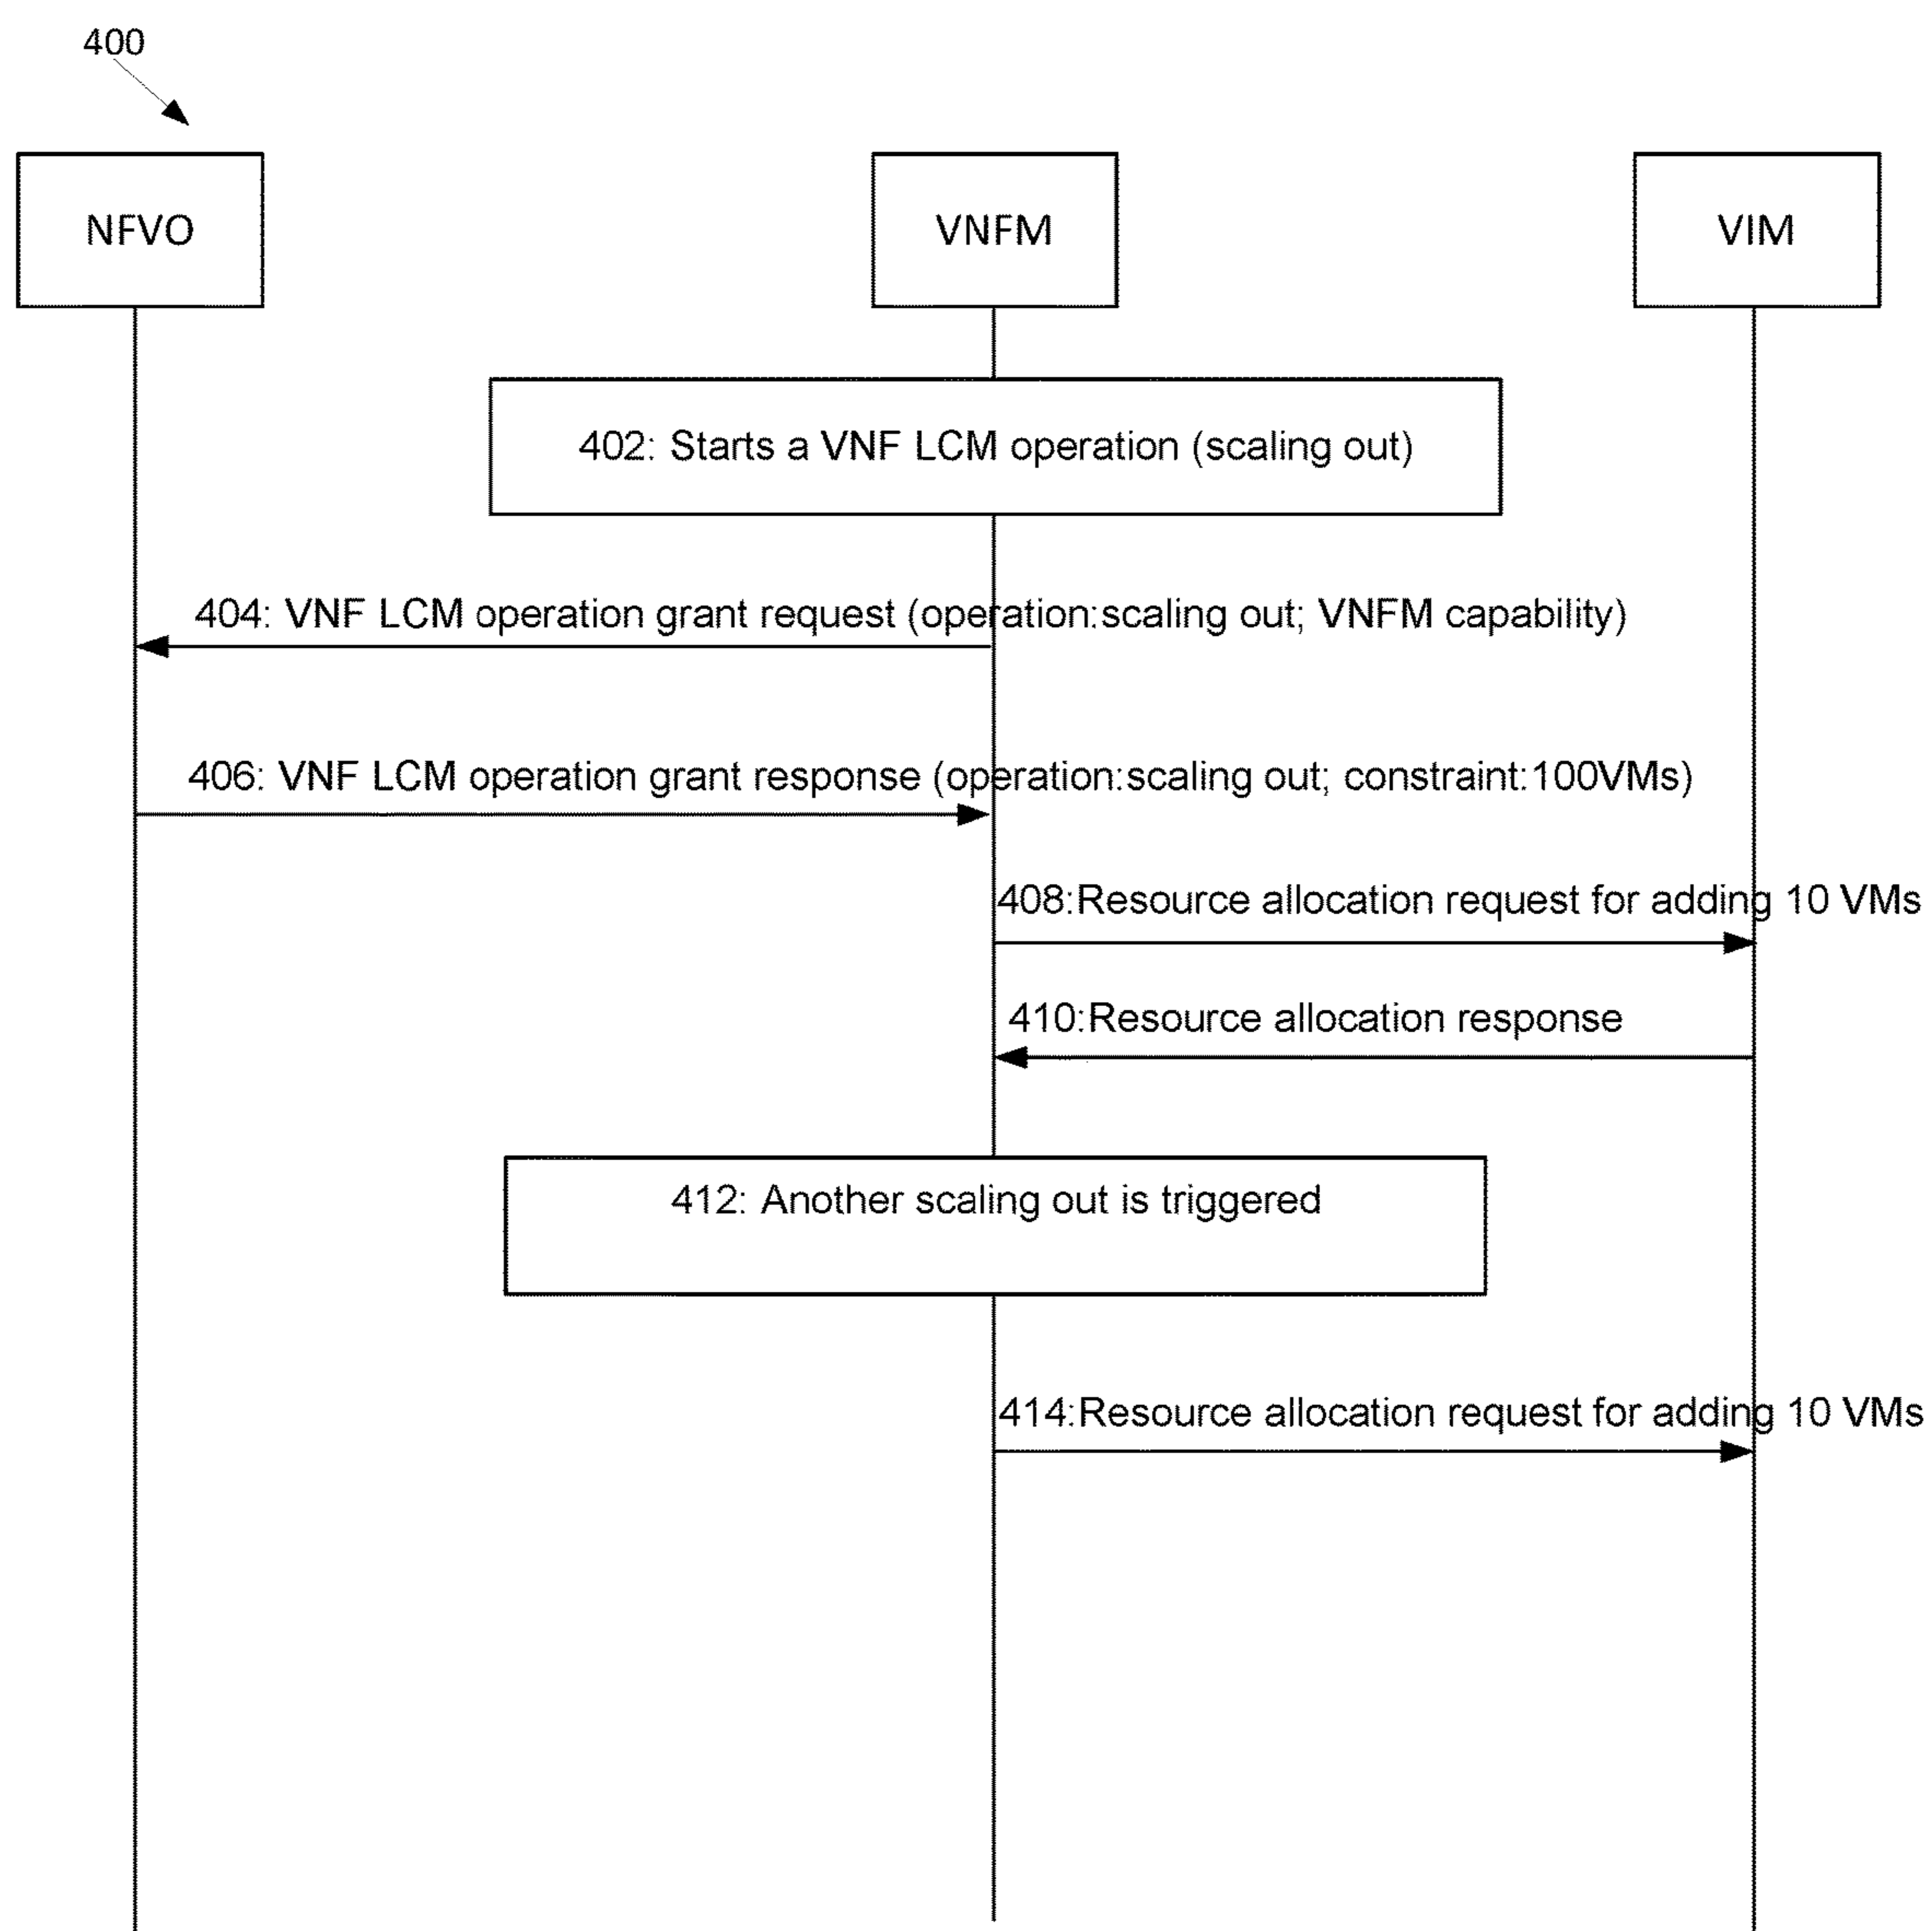 400
NFVO
VNFM
VIM
402: Starts a VNF LCM operation (scaling out)
404: VNF LCM operation grant request (operation:scaling out; VNFM capability)
406: VNF LCM operation grant response (operation:scaling out; constraint:100VMs)
408:Resource allocation request for adding 10 VMs
410:Resource allocation response
412: Another scaling out is triggered
414:Resource allocation request for adding 10 VMs